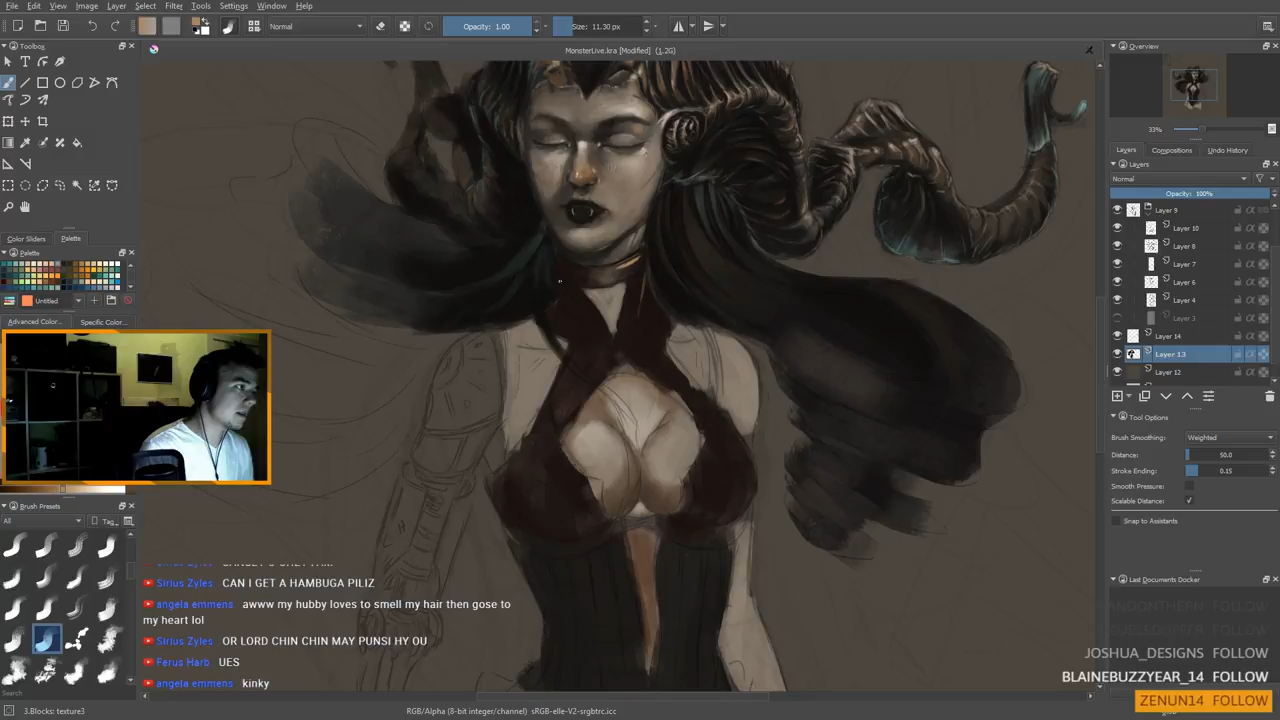 File Edit View Image Layer Select Filter Tools Settings Window Help
Normal
Opacity: 1.00
Size: 11.30 px
MonsterLive.kra [Modified] (1.2G)
Toolbox
Color Sliders Palette
Palette
Untitled
Advanced Color... Specific Color...
Brush Presets
All
Tag
Search
3.Blocks: texture3
RGB/Alpha (8-bit integer/channel) sRGB-elle-V2-srgbtrc.icc
Sirius Zyles CAN I GET A HAMBUGA PILIZ
angela emmens awww my hubby loves to smell my hair then gose to
my heart lol
Sirius Zyles OR LORD CHIN CHIN MAY PUNSI HY OU
Ferus Harb UES
angela emmens kinky
Overview
33%
Layers Compositions Undo History
Layers
Normal
Opacity: 100%
Layer 9
Layer 10
Layer 8
Layer 7
Layer 6
Layer 4
Layer 3
Layer 14
Layer 13
Layer 12
Tool Options
Brush Smoothing: Weighted
Distance: 50.0
Stroke Ending: 0.15
Smooth Pressure:
Scalable Distance:
Snap to Assistants
Last Documents Docker
JOSHUA_DESIGNS FOLLOW
BLAINEBUZZYEAR_14 FOLLOW
ZENUN14 FOLLOW